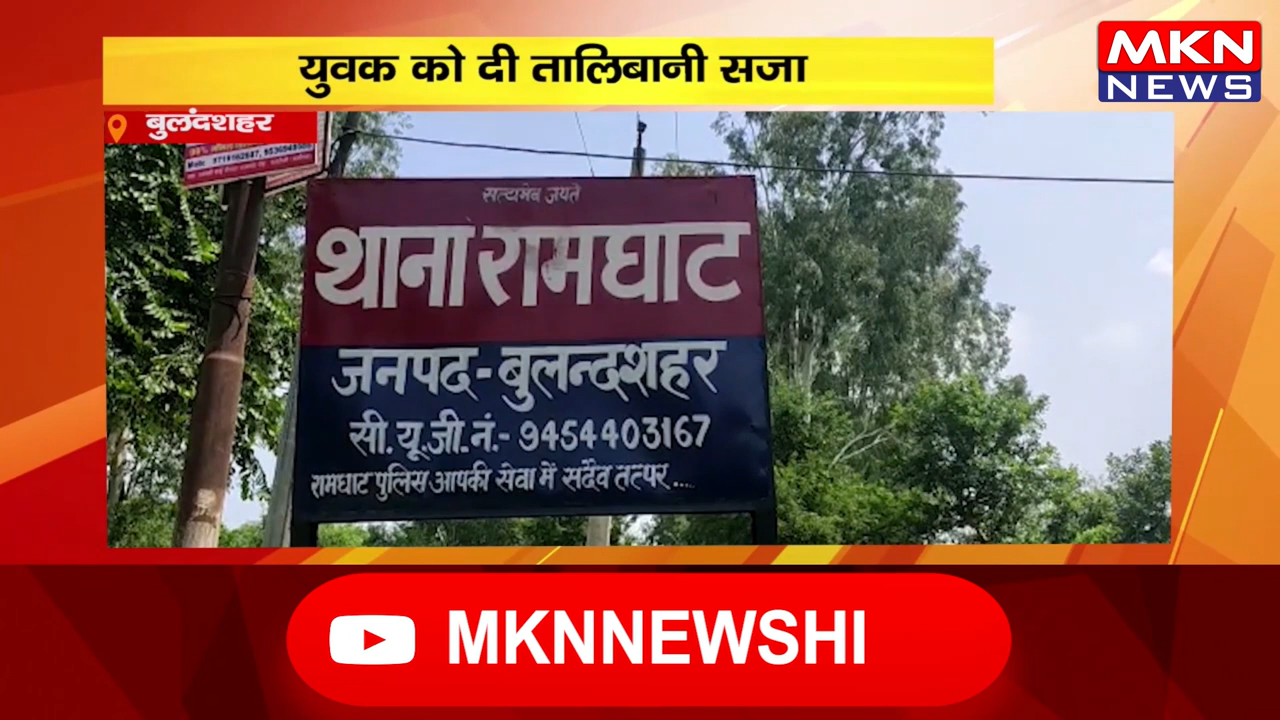 युवक को दी तालिबानी सजा
MKN
NEWS
बुलंदशहर
सत्यमेव जयते
थाना रामघाट
जनपद-बुलन्दशहर
सी.यू.जी.नं.- 9454403167
रामघाट पुलिस आपकी सेवा में सदैव तत्पर....
MKNNEWSHI